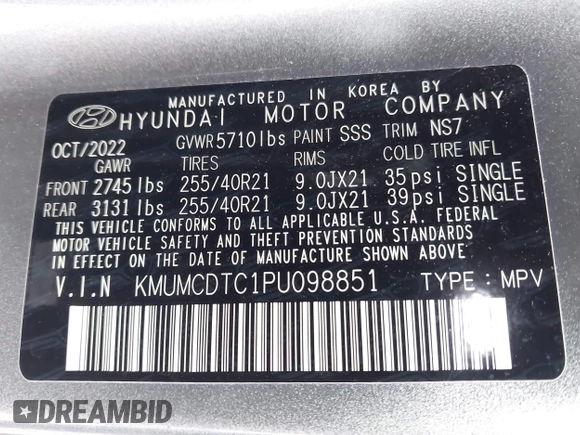 MANUFACTURED IN KOREA BY
HYUNDAI MOTOR COMPANY
OCT/2022 GVWR 5710lbs PAINT SSS TRIM NS7
GAWR TIRES RIMS COLD TIRE INFL
FRONT 2745 lbs 255/40R21 9.0JX21 35psi SINGLE
REAR 3131 lbs 255/40R21 9.0JX21 39psi SINGLE
THIS VEHICLE CONFORMS TO ALL APPLICABLE U.S.A. FEDERAL
MOTOR VEHICLE SAFETY AND THEFT PREVENTION STANDARDS
IN EFFECT ON THE DATE OF MANUFACTURE SHOWN ABOVE
V.I.N KMUMCDTC1PU098851 TYPE : MPV
DREAMBID